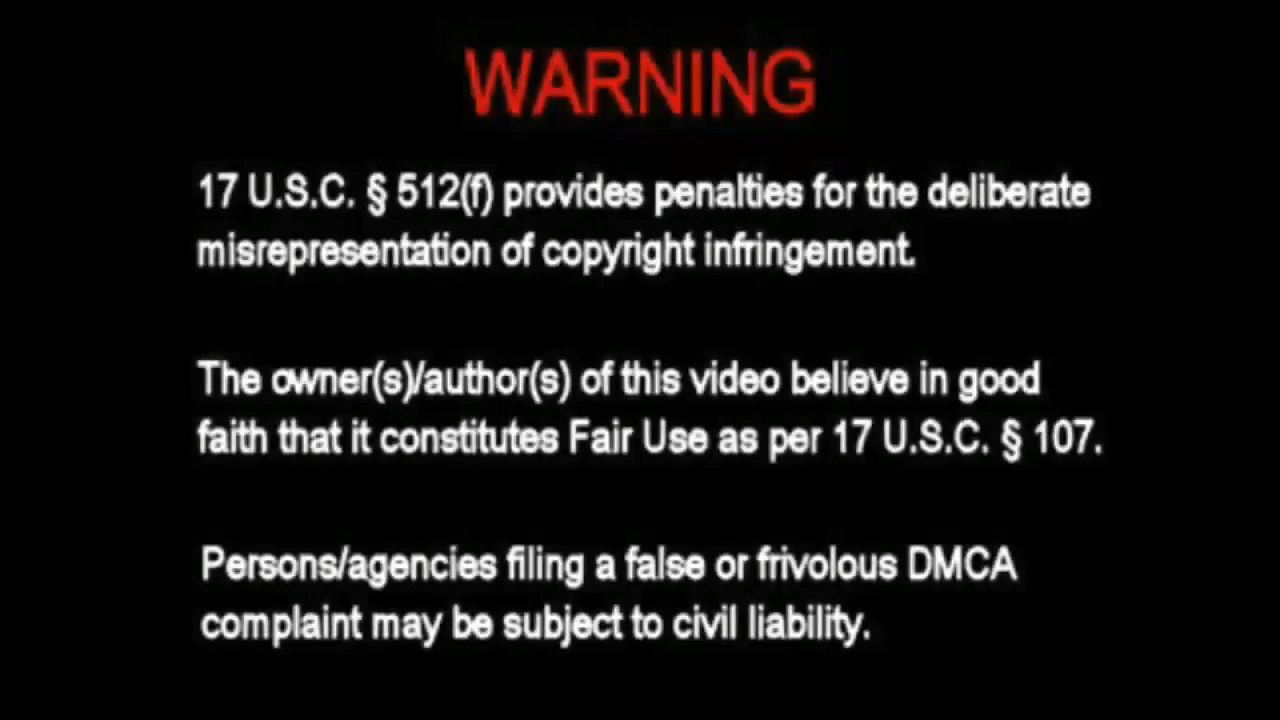 WARNING
17 U.S.C. § 512(f) provides penalties for the deliberate
misrepresentation of copyright infringement.
The owner(s)/author(s) of this video believe in good
faith that it constitutes Fair Use as per 17 U.S.C. § 107.
Persons/agencies filing a false or frivolous DMCA
complaint may be subject to civil liability.